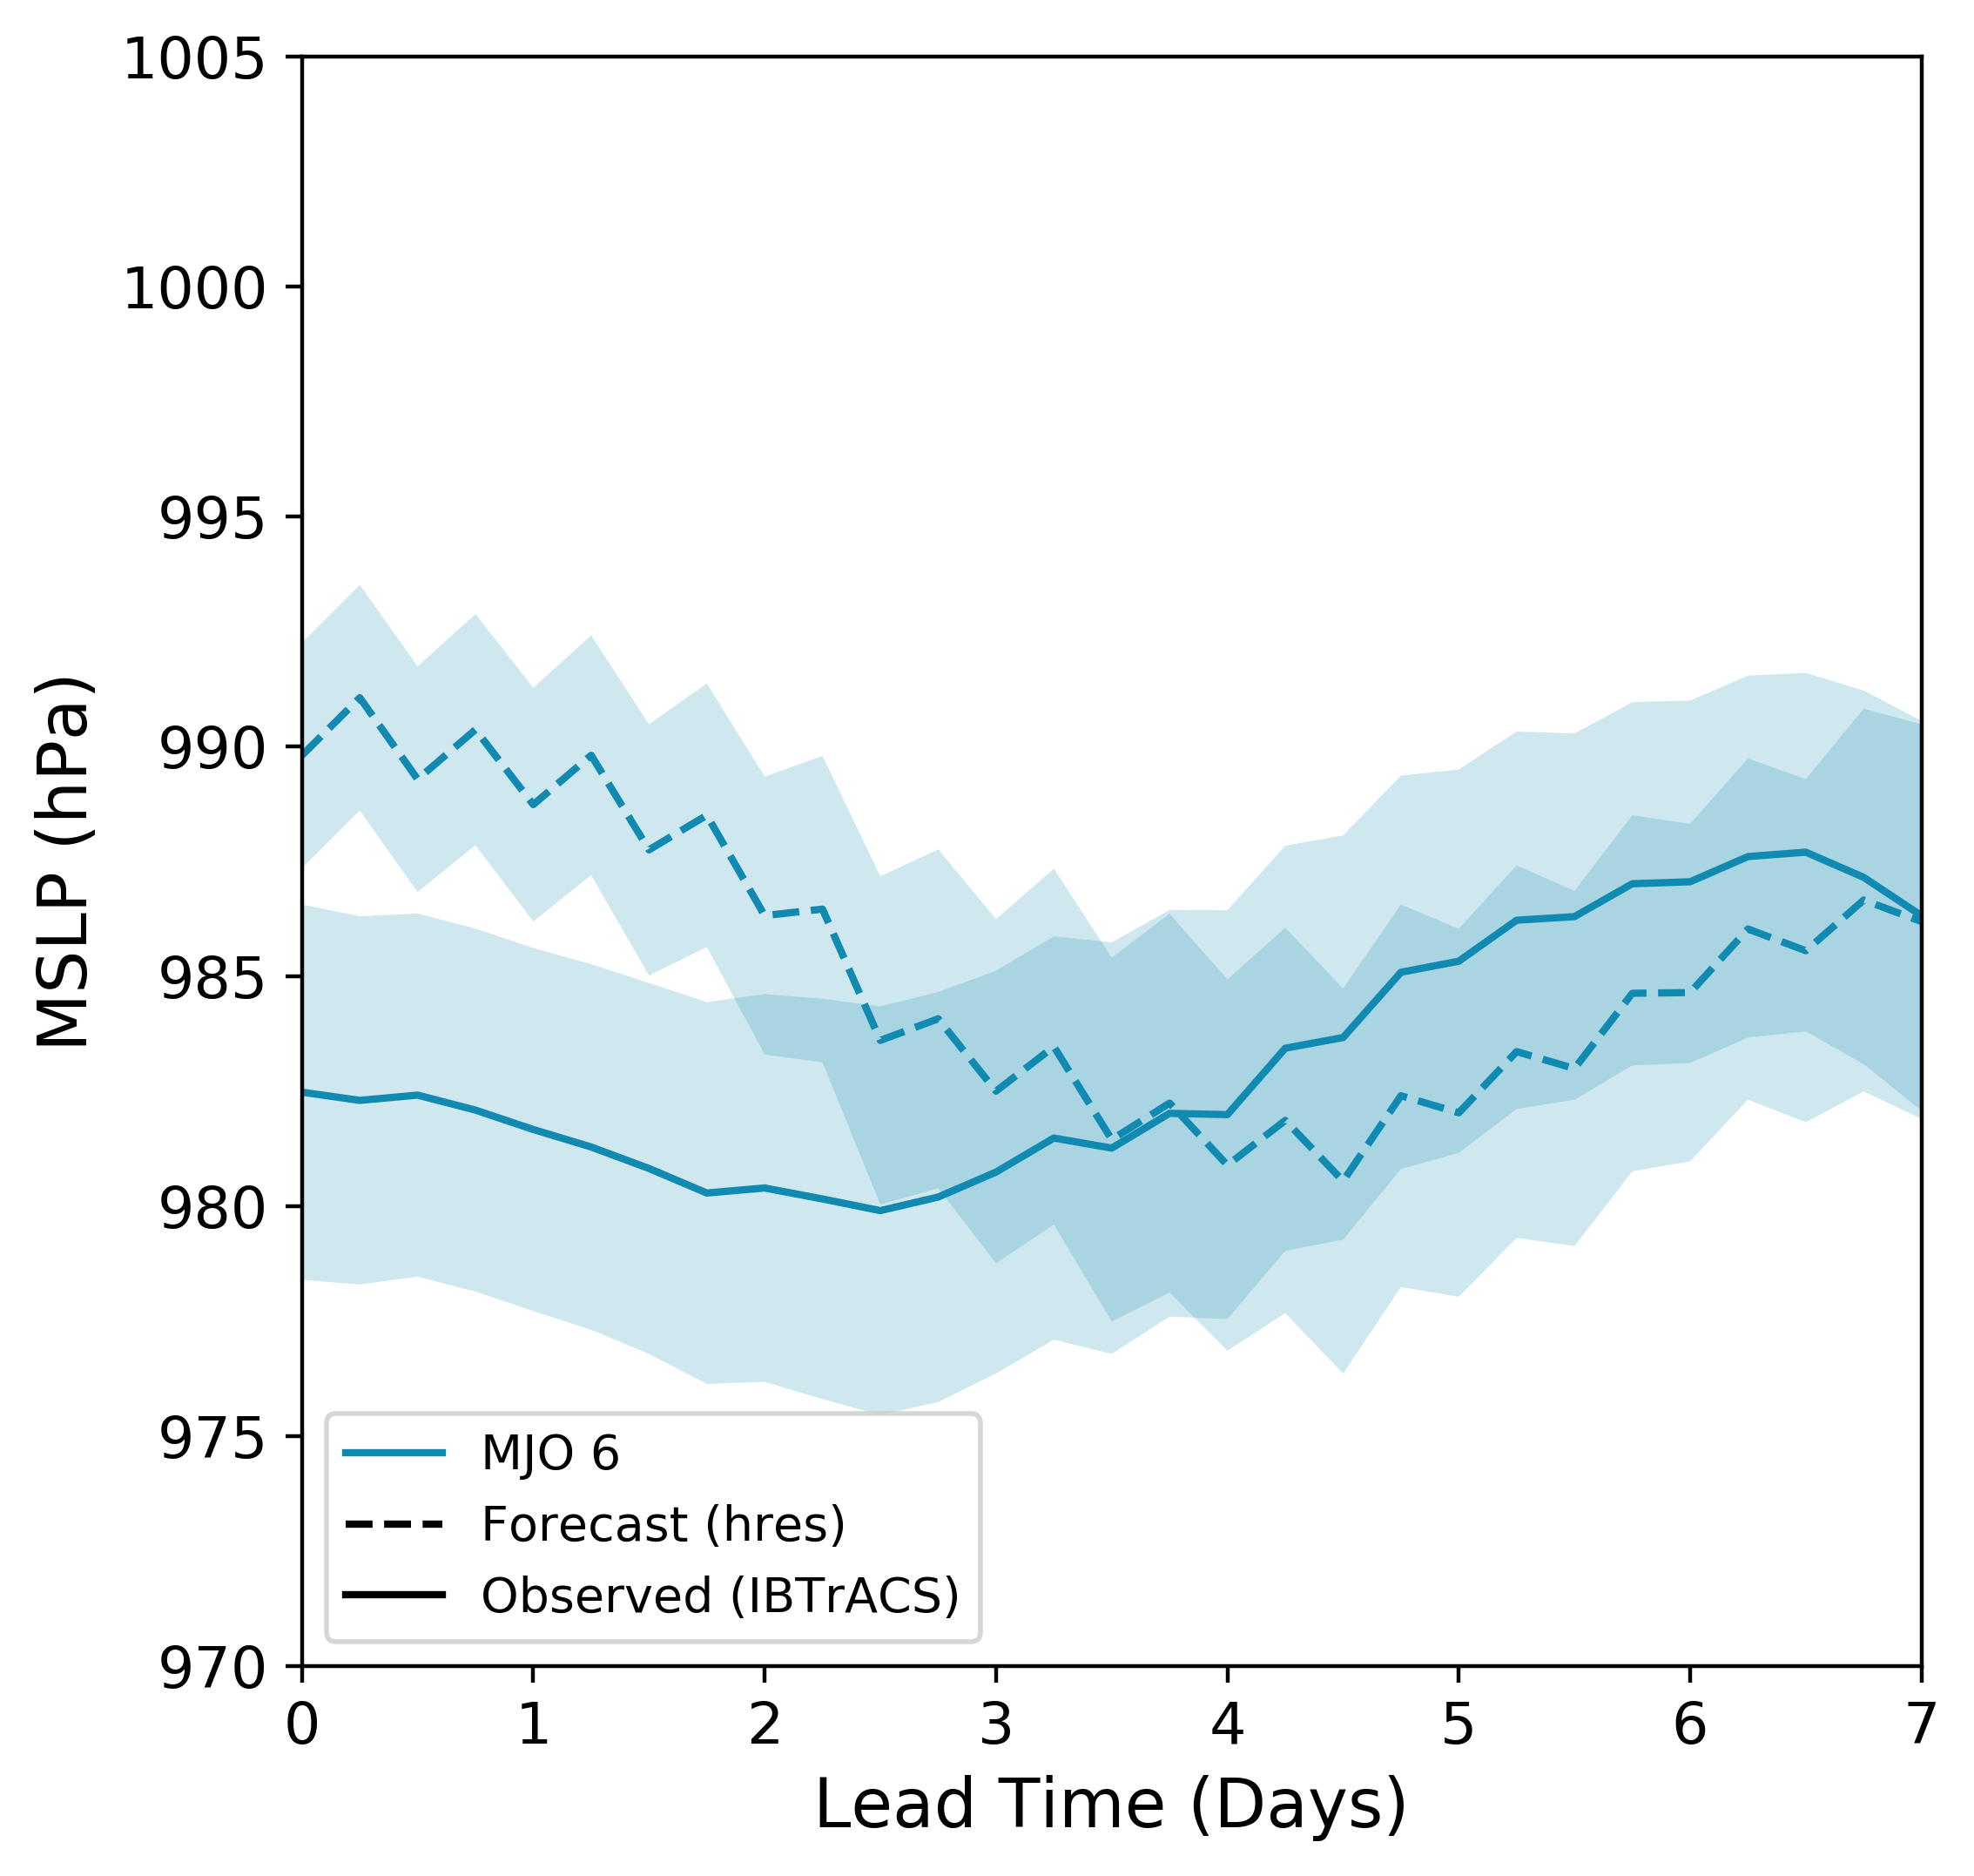 1005
1000
995
990
985
980
975
970
MSLP (hPa)
MJO 6
Forecast (hres)
Observed (IBTrACS)
0 1 2 3 4 5 6 7
Lead Time (Days)